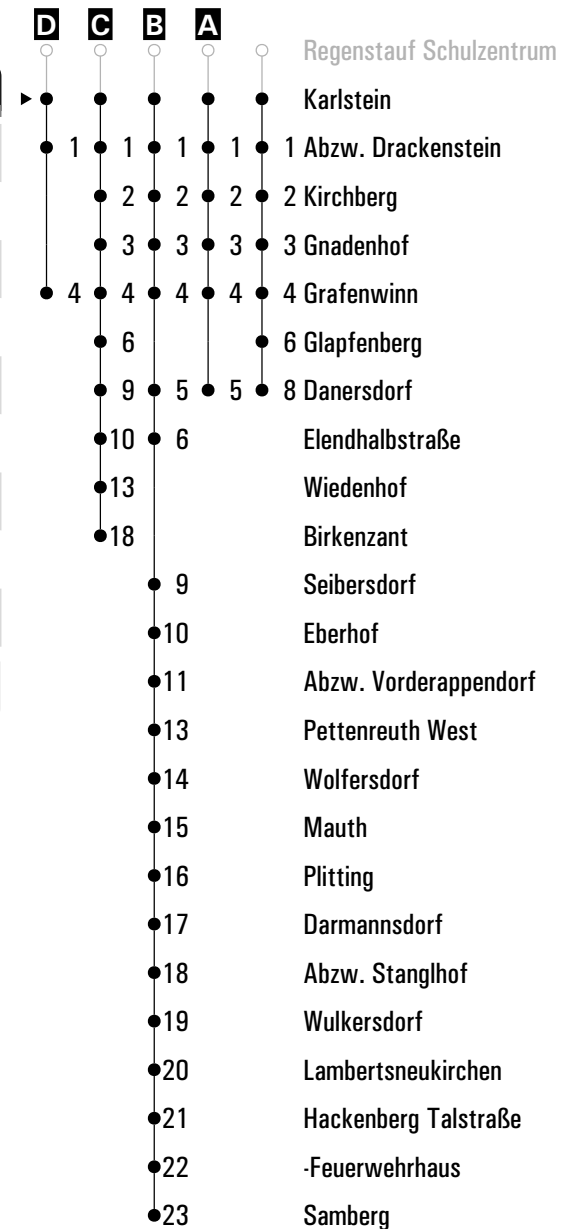 D C B A
Regenstauf Schulzentrum
Karlstein
1 1 1 1 1 Abzw. Drackenstein
2 2 2 2 Kirchberg
3 3 3 3 Gnadenhof
4 4 4 4 4 Grafenwinn
6 6 Glapfenberg
9 5 5 8 Danersdorf
10 6 Elendhalbstraße
13 Wiedenhof
18 Birkenzant
9 Seibersdorf
10 Eberhof
11 Abzw. Vorderappendorf
13 Pettenreuth West
14 Wolfersdorf
15 Mauth
16 Plitting
17 Darmannsdorf
18 Abzw. Stanglhof
19 Wulkersdorf
20 Lambertsneukirchen
21 Hackenberg Talstraße
22 -Feuerwehrhaus
23 Samberg